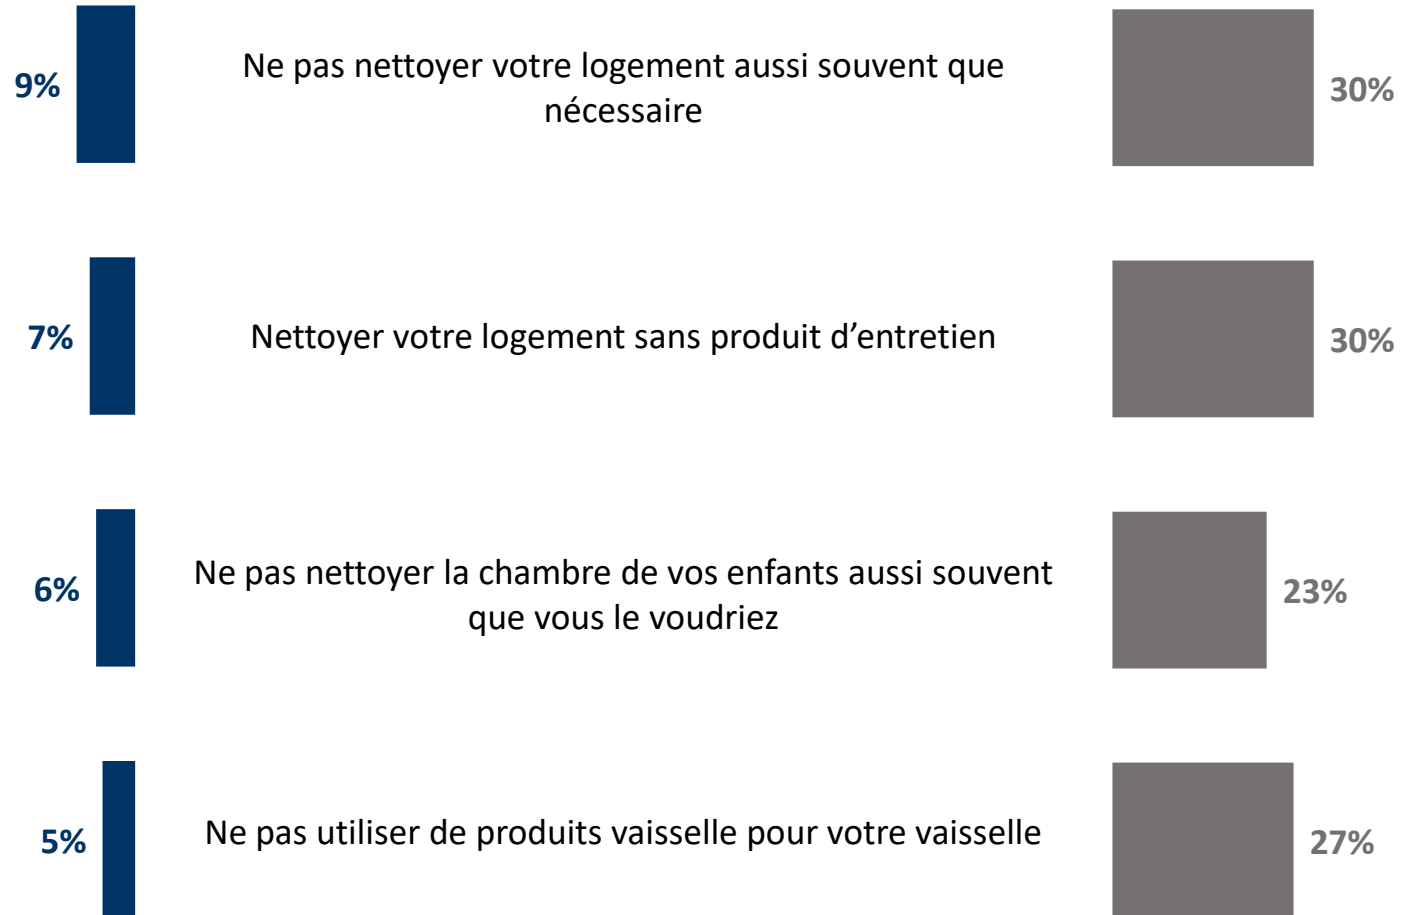 9%
Ne pas nettoyer votre logement aussi souvent que
nécessaire
30%
7%
Nettoyer votre logement sans produit d’entretien
30%
6%
Ne pas nettoyer la chambre de vos enfants aussi souvent
que vous le voudriez
23%
5%
Ne pas utiliser de produits vaisselle pour votre vaisselle
27%